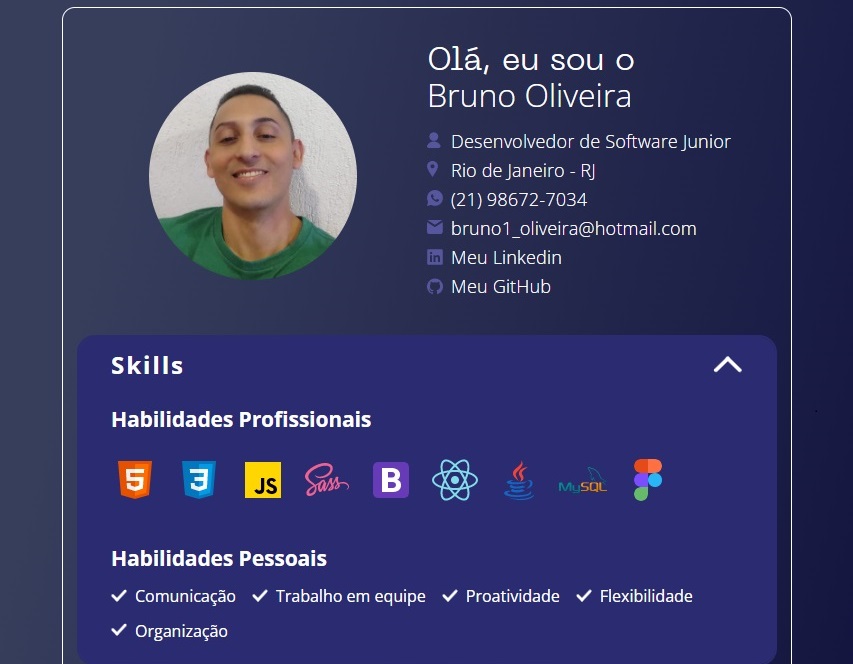 Olá, eu sou o
Bruno Oliveira
Desenvolvedor de Software Junior
Rio de Janeiro - RJ
(21) 98672-7034
bruno1_oliveira@hotmail.com
Meu Linkedin
Meu GitHub
Skills
Habilidades Profissionais
5 3 JS Sass B MySQL
Habilidades Pessoais
Comunicação Trabalho em equipe Proatividade Flexibilidade
Organização